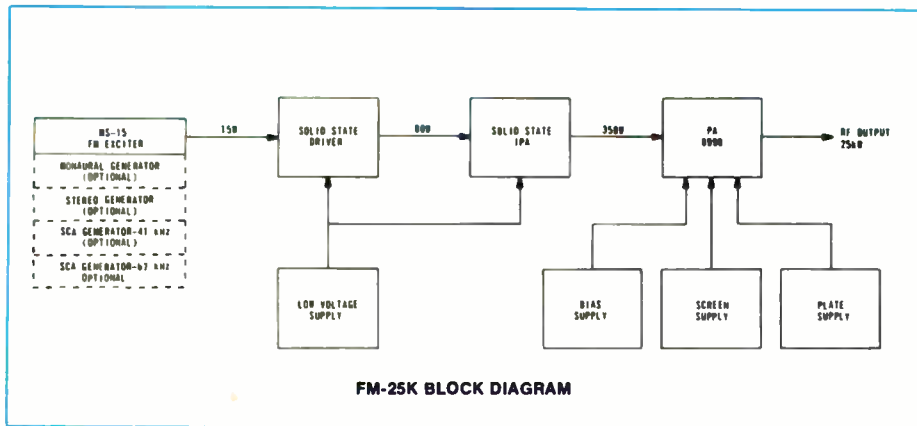 MS-15
FM EXCITER
MONAURAL GENERATOR
(OPTIONAL)
STEREO GENERATOR
(OPTIONAL)
SCA GENERATOR-41 kHz
(OPTIONAL)
SCA GENERATOR-67 kHz
OPTIONAL
15W
SOLID STATE
DRIVER
80W
SOLID STATE
IPA
350W
PA
8990
RF OUTPUT
25kW
LOW VOLTAGE
SUPPLY
BIAS
SUPPLY
SCREEN
SUPPLY
PLATE
SUPPLY
FM-25K BLOCK DIAGRAM